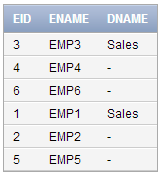 EID ENAME DNAME
3 EMP3 Sales
4 EMP4 -
6 EMP6 -
1 EMP1 Sales
2 EMP2 -
5 EMP5 -